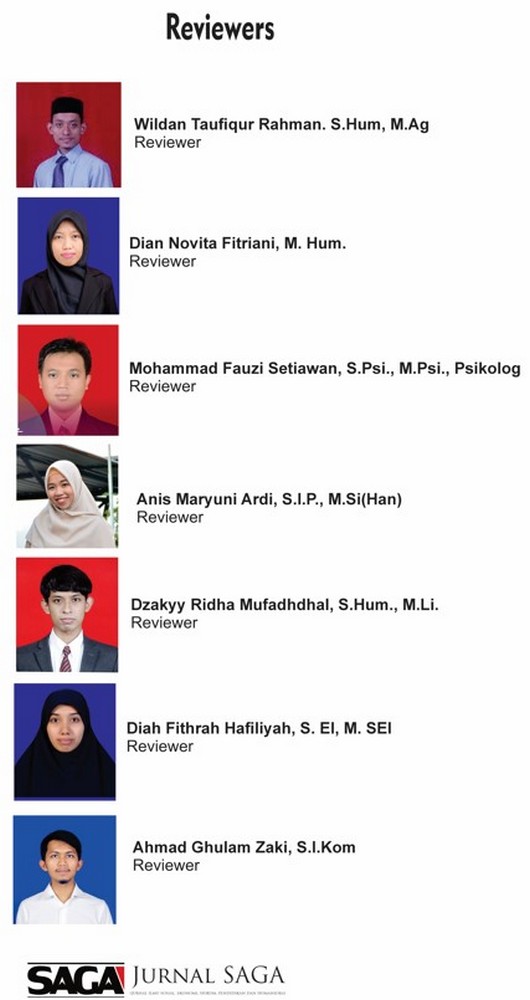 Reviewers
Wildan Taufiqur Rahman. S.Hum, M.Ag
Reviewer
Dian Novita Fitriani, M. Hum.
Reviewer
Mohammad Fauzi Setiawan, S.Psi., M.Psi., Psikolog
Reviewer
Anis Maryuni Ardi, S.I.P., M.Si(Han)
Reviewer
Dzakyy Ridha Mufadhdhal, S.Hum., M.Li.
Reviewer
Diah Fithrah Hafiliyah, S. EI, M. SEI
Reviewer
Ahmad Ghulam Zaki, S.I.Kom
Reviewer
SAGA JURNAL SAGA